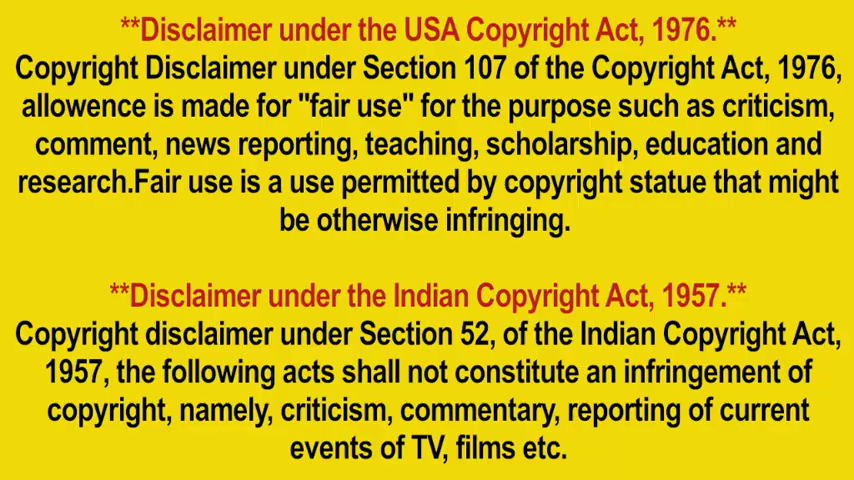 **Disclaimer under the USA Copyright Act, 1976.**
Copyright Disclaimer under Section 107 of the Copyright Act, 1976,
allowence is made for "fair use" for the purpose such as criticism,
comment, news reporting, teaching, scholarship, education and
research.Fair use is a use permitted by copyright statue that might
be otherwise infringing.
**Disclaimer under the Indian Copyright Act, 1957.**
Copyright disclaimer under Section 52, of the Indian Copyright Act,
1957, the following acts shall not constitute an infringement of
copyright, namely, criticism, commentary, reporting of current
events of TV, films etc.